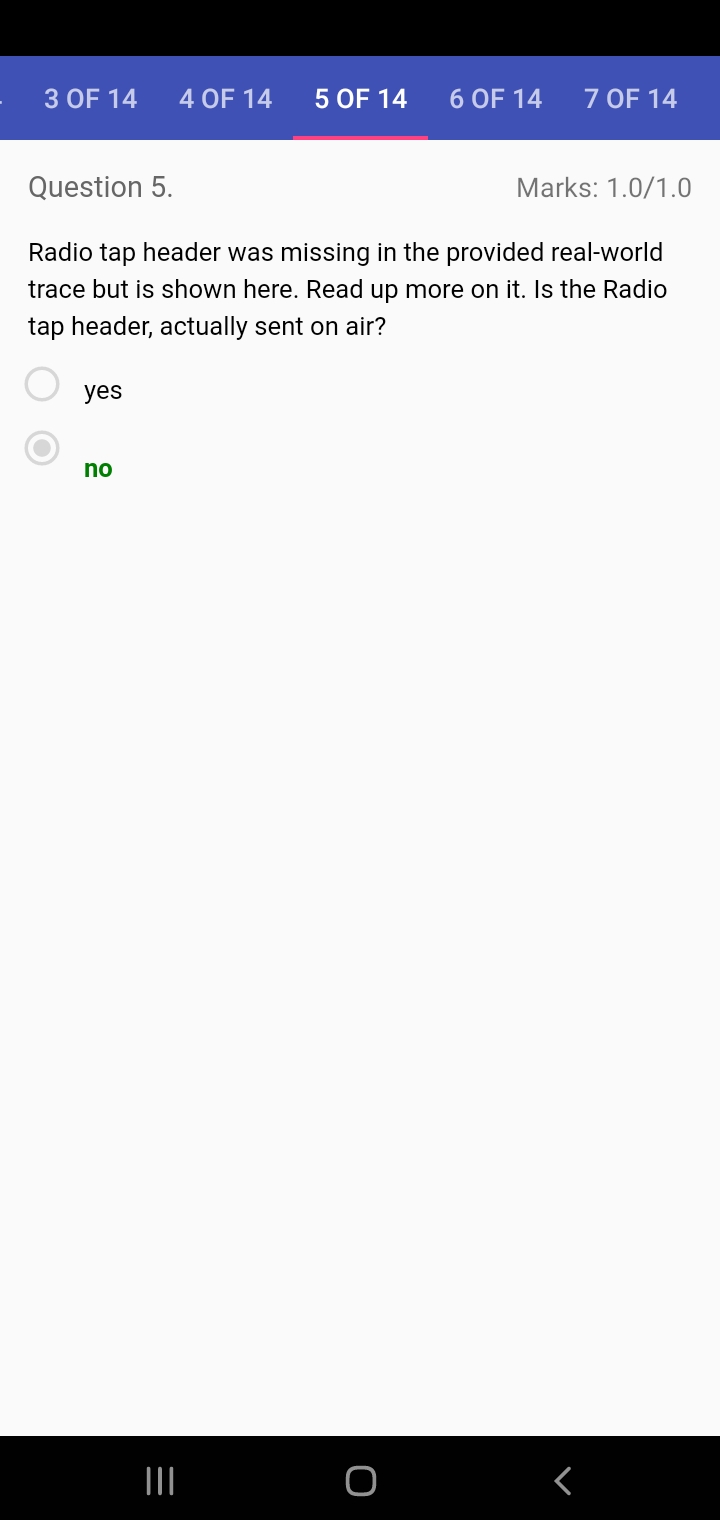 3 OF 14 4 OF 14 5 OF 14 6 OF 14 7 OF 14
Question 5. Marks: 1.0/1.0
Radio tap header was missing in the provided real-world
trace but is shown here. Read up more on it. Is the Radio
tap header, actually sent on air?
yes
no